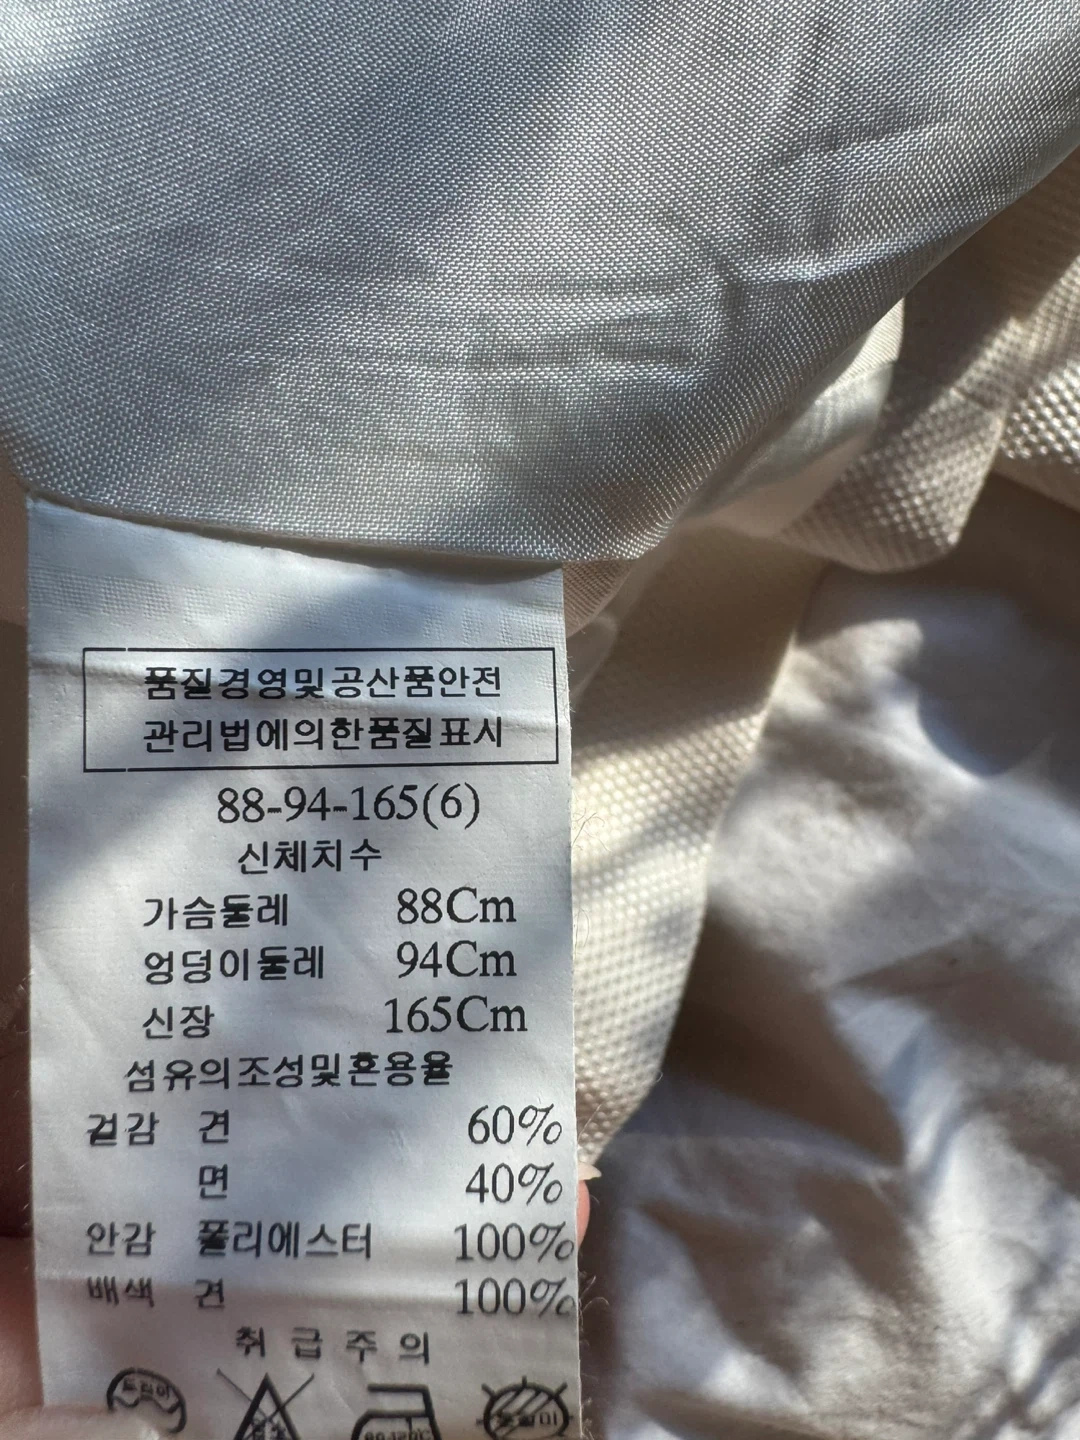 품질경영및공산품안전
관리법에의한품질표시
88-94-165(6)
신체치수
가슴둘레 88Cm
엉덩이둘레 94Cm
신장 165Cm
섬유의조성및혼용율
겉감 견 60%
면 40%
안감 폴리에스터 100%
배색 견 100%
취급주의
드라이